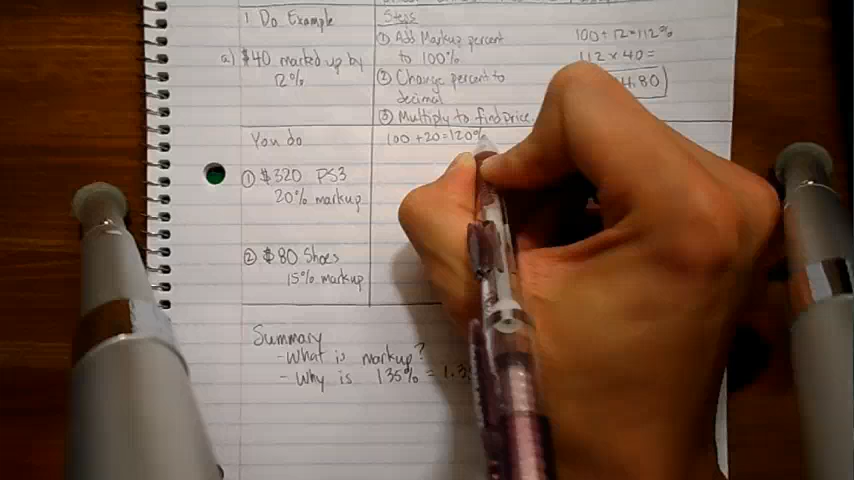 I Do Example
Steps
① Add Markup percent
to 100%
100 + 12 = 112%
a) $40 marked up by
12%
② Change percent to
decimal
③ Multiply to find Price.
You do
100 + 20 = 120%
① $320 PS3
20% markup
② $80 Shoes
15% markup
Summary
- What is markup?
- Why is 135% = 1.35